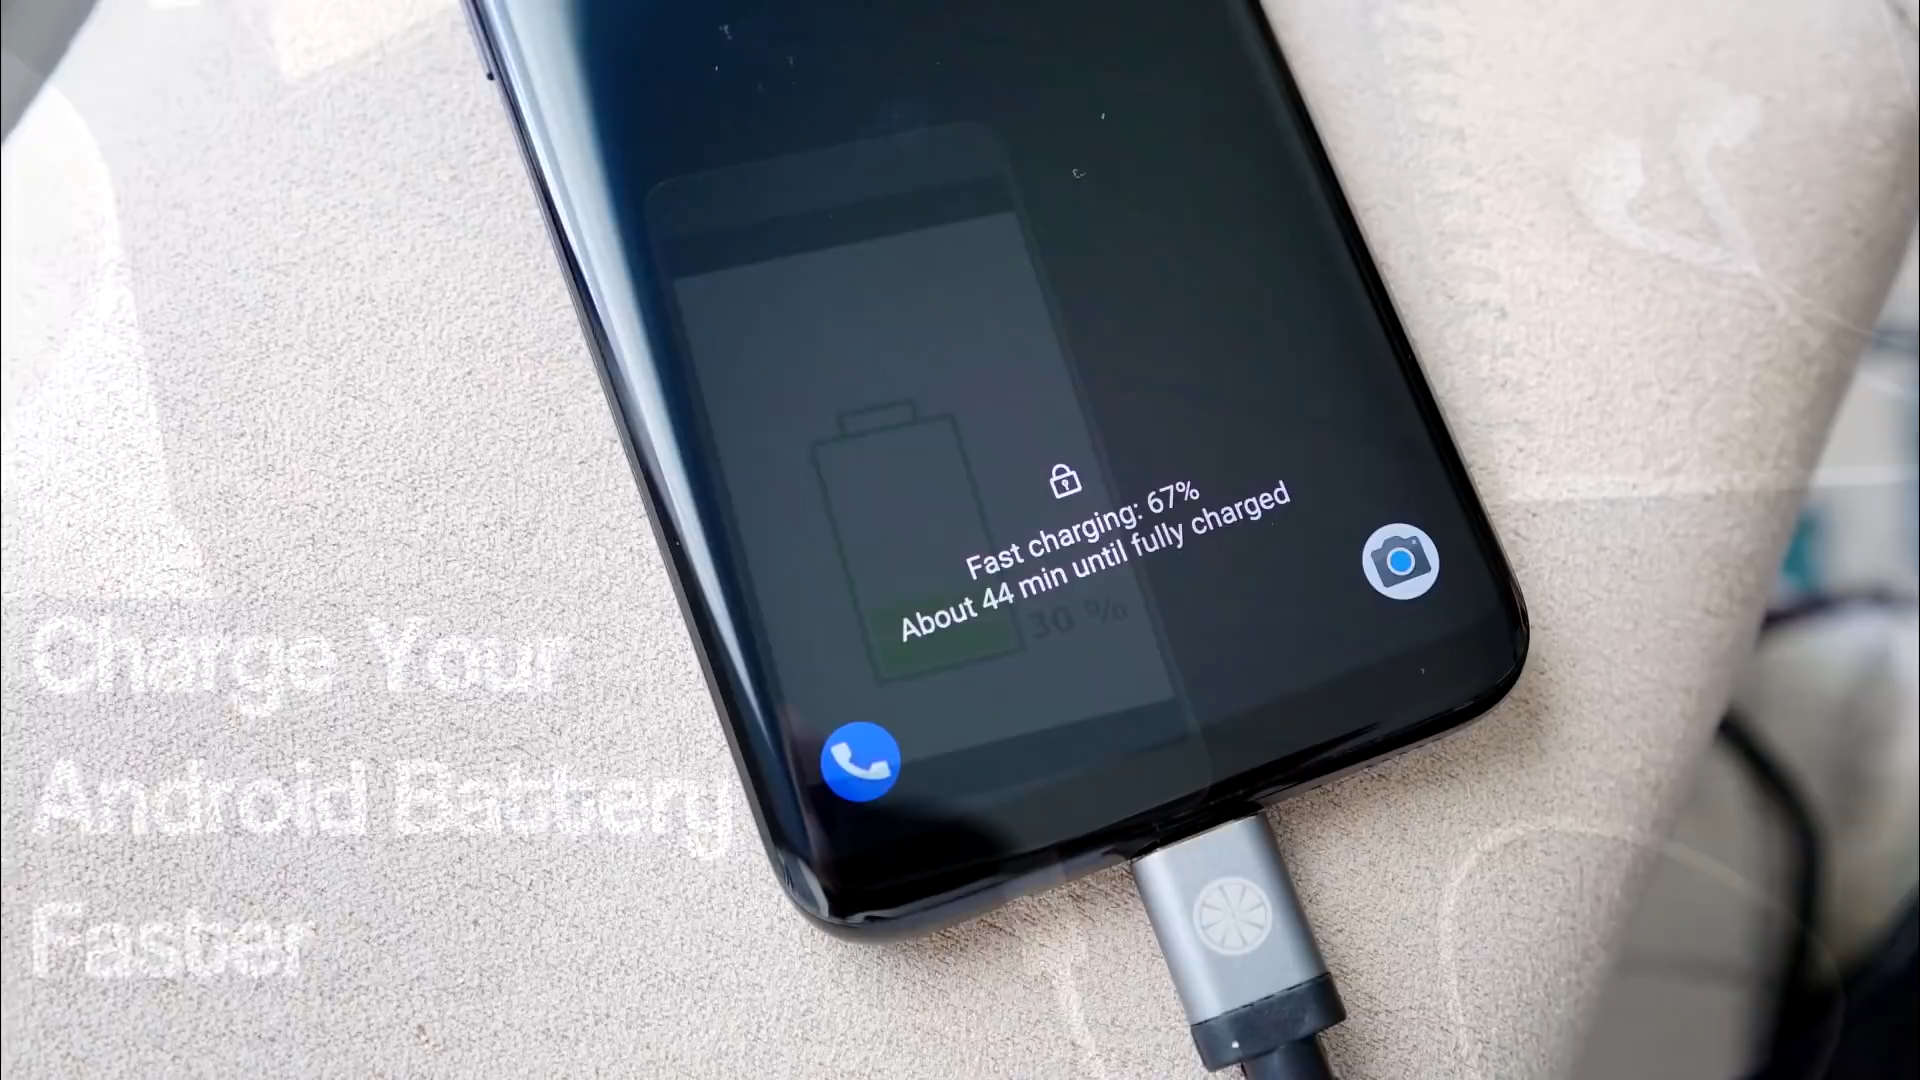 Fast charging: 67%
About 44 min until fully charged
30 %
Charge Your
Android Battery
Faster